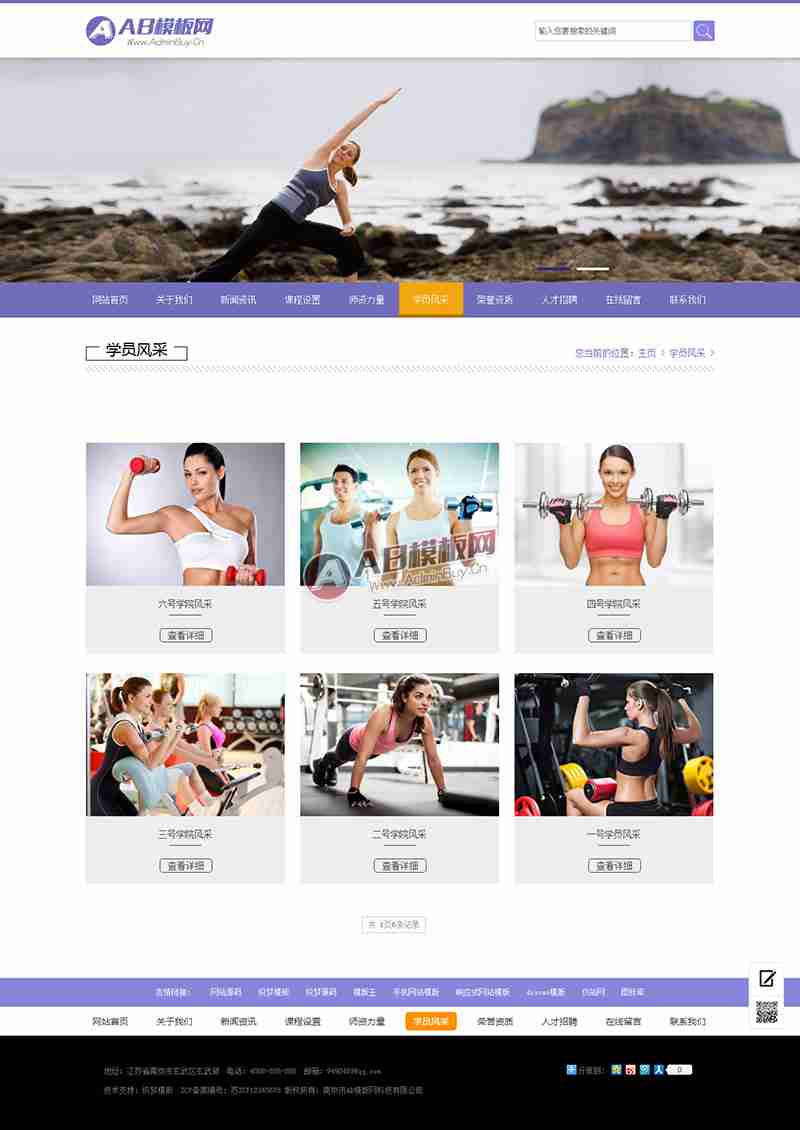 AB模板网
Www.AdminBuy.Cn
输入您要搜索的关键词
网站首页 关于我们 新闻资讯 课程设置 师资力量 学员风采 荣誉资质 人才招聘 在线留言 联系我们
学员风采
您当前的位置：主页 > 学员风采 >
AB模板网
Www.AdminBuy.Cn
六号学院风采 五号学院风采 四号学院风采
查看详细 查看详细 查看详细
三号学院风采 二号学院风采 一号学员风采
查看详细 查看详细 查看详细
共 1页6条记录
友情链接： 网站源码 织梦模板 织梦源码 模板王 手机网站模板 响应式网站模板 dedecms模板 仿站网 图标库
网站首页 关于我们 新闻资讯 课程设置 师资力量 学员风采 荣誉资质 人才招聘 在线留言 联系我们
地址：江苏省南京市玄武区玄武湖 电话：
分享到： 0
技术支持：织梦模板 ICP备案编号：苏ICP12345678 版权所有：南京市AB模板网科技有限公司